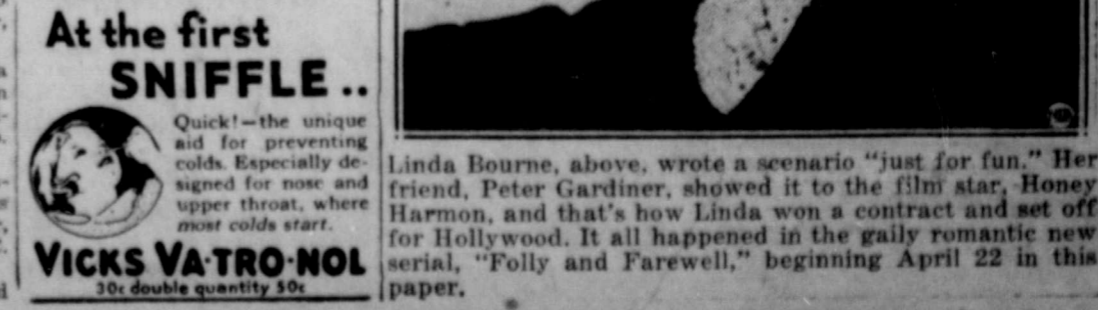 At the first
SNIFFLE..
Quick!—the unique
aid for preventing
colds. Especially de-
signed for nose and
upper throat, where
most colds start.
VICKS VA-TRO-NOL
30c double quantity 50c
Linda Bourne, above, wrote a scenario "just for fun." Her
friend, Peter Gardiner, showed it to the film star, Honey
Harmon, and that's how Linda won a contract and set off
for Hollywood. It all happened in the gaily romantic new
serial, "Folly and Farewell," beginning April 22 in this
paper.